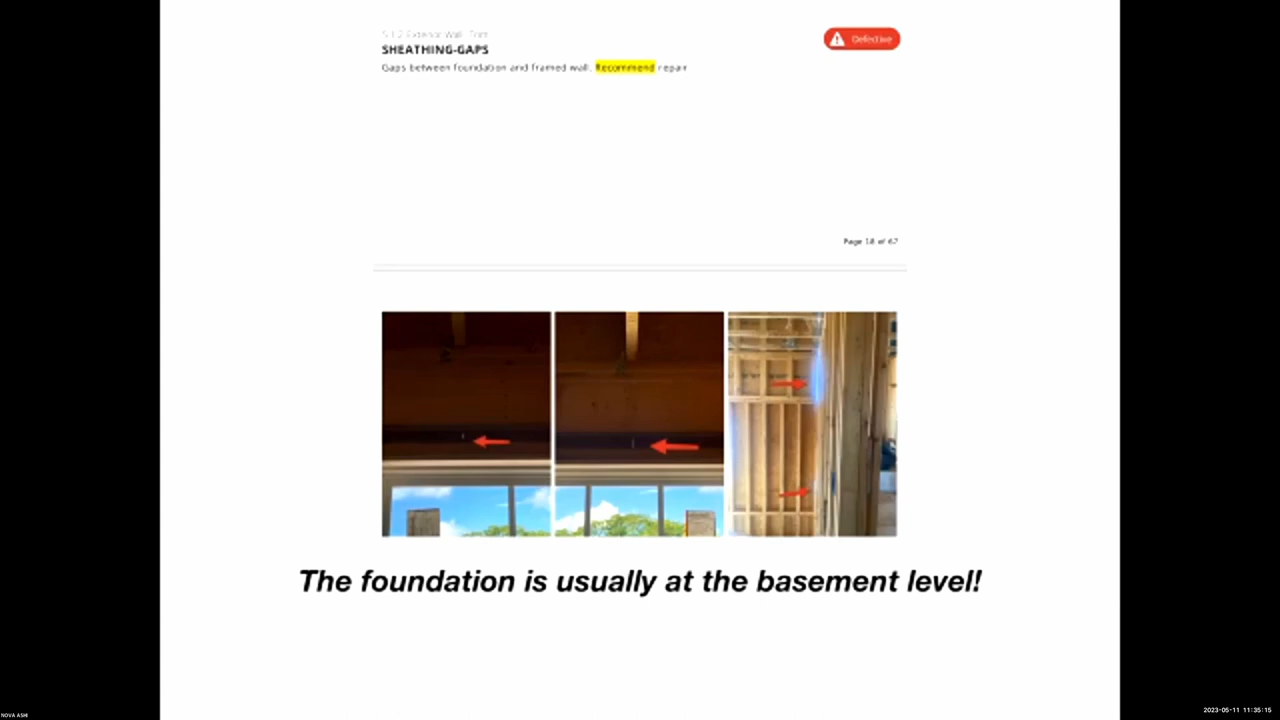 5.1.2 Exterior Wall Trim
SHEATHING-GAPS
Defective
Gaps between foundation and framed wall. Recommend repair
Page 18 of 67
The foundation is usually at the basement level!
NOVA ASHI
2023-05-11 11:35:15